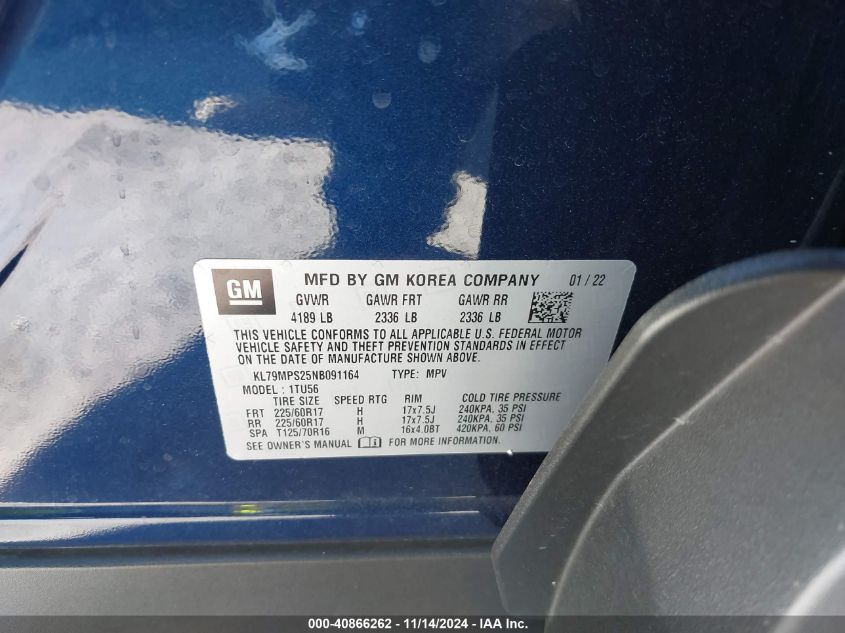 GM MFD BY GM KOREA COMPANY 01 / 22
GVWR GAWR FRT GAWR RR
4189 LB 2336 LB 2336 LB
THIS VEHICLE CONFORMS TO ALL APPLICABLE U.S. FEDERAL MOTOR
VEHICLE SAFETY AND THEFT PREVENTION STANDARDS IN EFFECT
ON THE DATE OF MANUFACTURE SHOWN ABOVE.
KL79MPS25NB091164 TYPE: MPV
MODEL : 1TU56
TIRE SIZE SPEED RTG RIM COLD TIRE PRESSURE
FRT 225/60R17 H 17x7.5J 240KPA, 35 PSI
RR 225/60R17 H 17x7.5J 240KPA, 35 PSI
SPA T125/70R16 M 16x4.0BT 420KPA, 60 PSI
SEE OWNER'S MANUAL FOR MORE INFORMATION.
000-40866262 - 11/14/2024 - IAA Inc.